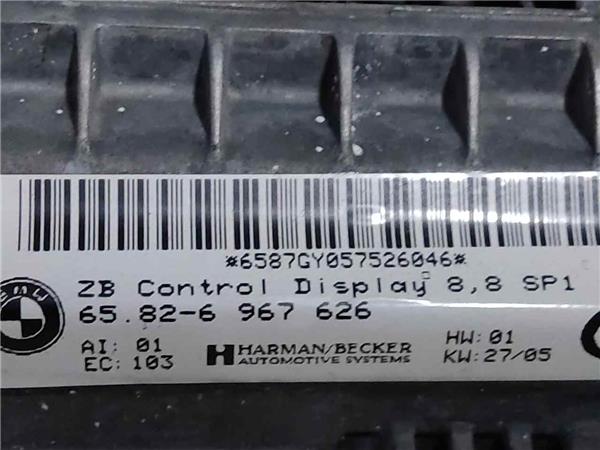 *6587GY057526046*
BMW
ZB Control Display 8,8 SP1
65.82-6 967 626
AI: 01
EC: 103
HARMAN/BECKER
AUTOMOTIVE SYSTEMS
HW: 01
KW: 27/05